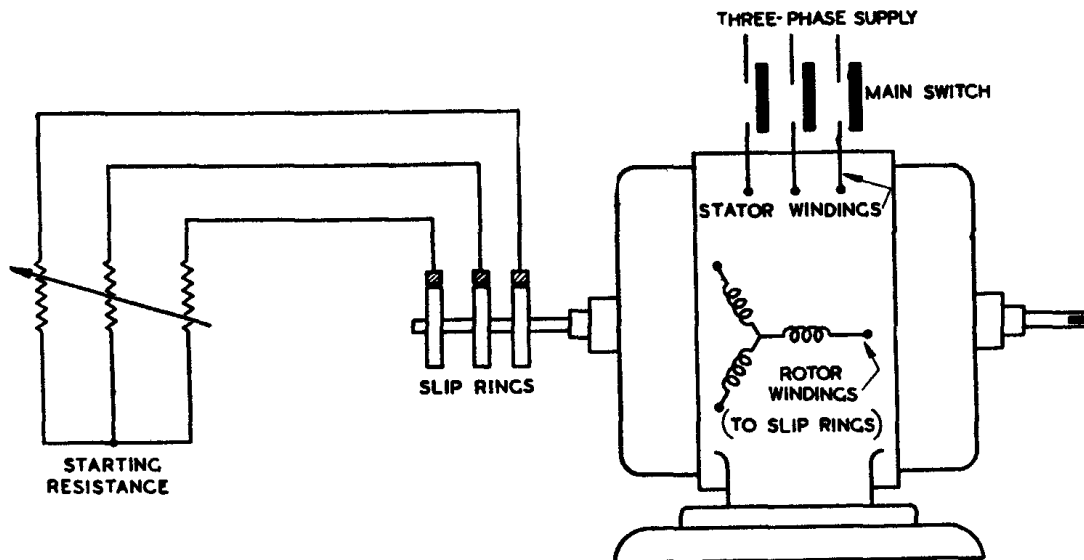 THREE-PHASE SUPPLY
MAIN SWITCH
STATOR WINDINGS
SLIP RINGS
ROTOR
WINDINGS
(TO SLIP RINGS)
STARTING
RESISTANCE